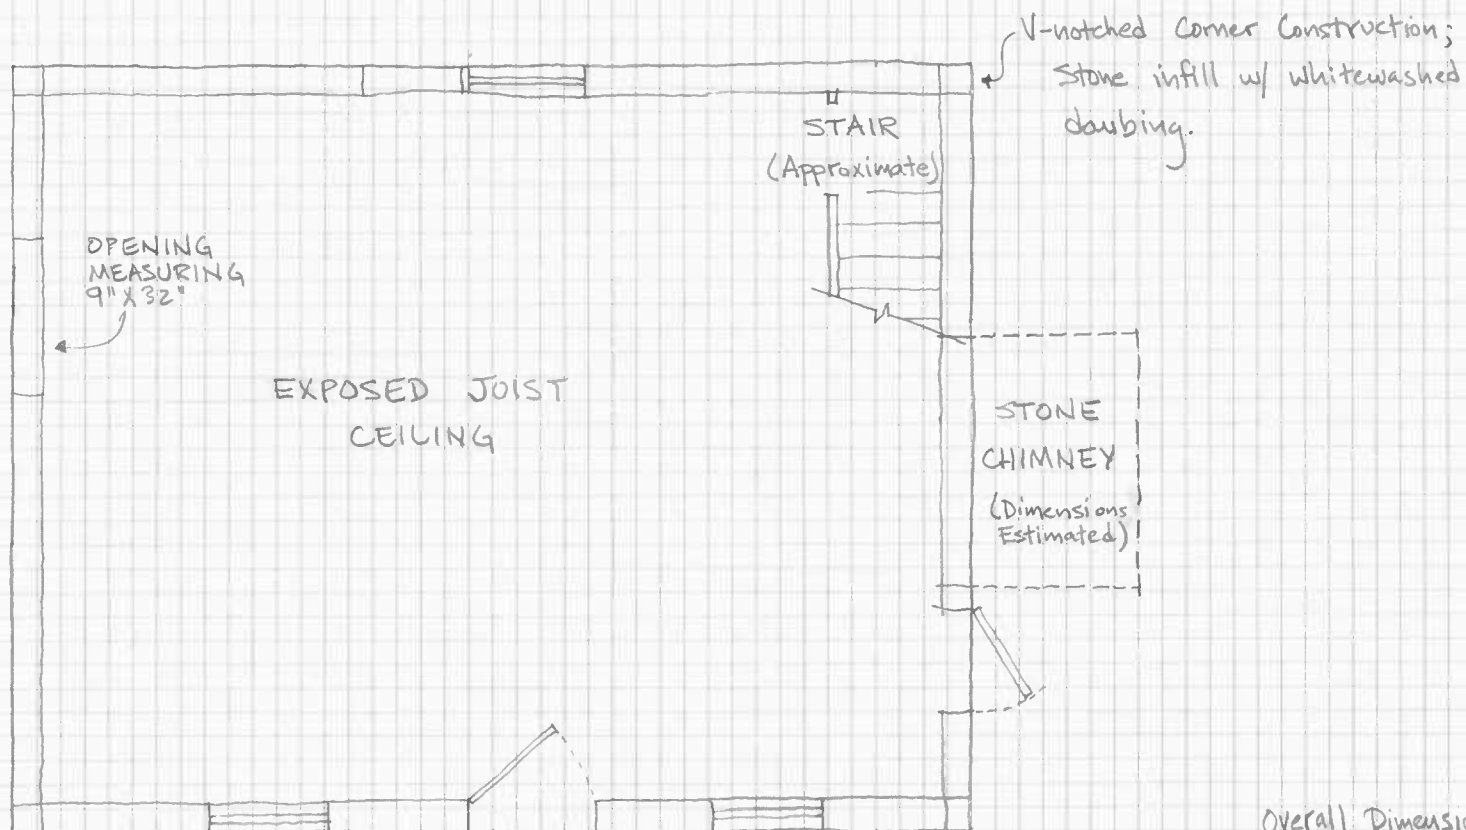 V-notched Corner Construction;
Stone infill w/ whitewashed
daubing.
STAIR
(Approximate)
OPENING
MEASURING
9" X 32"
EXPOSED JOIST
CEILING
STONE
CHIMNEY
(Dimensions
Estimated)
Overall